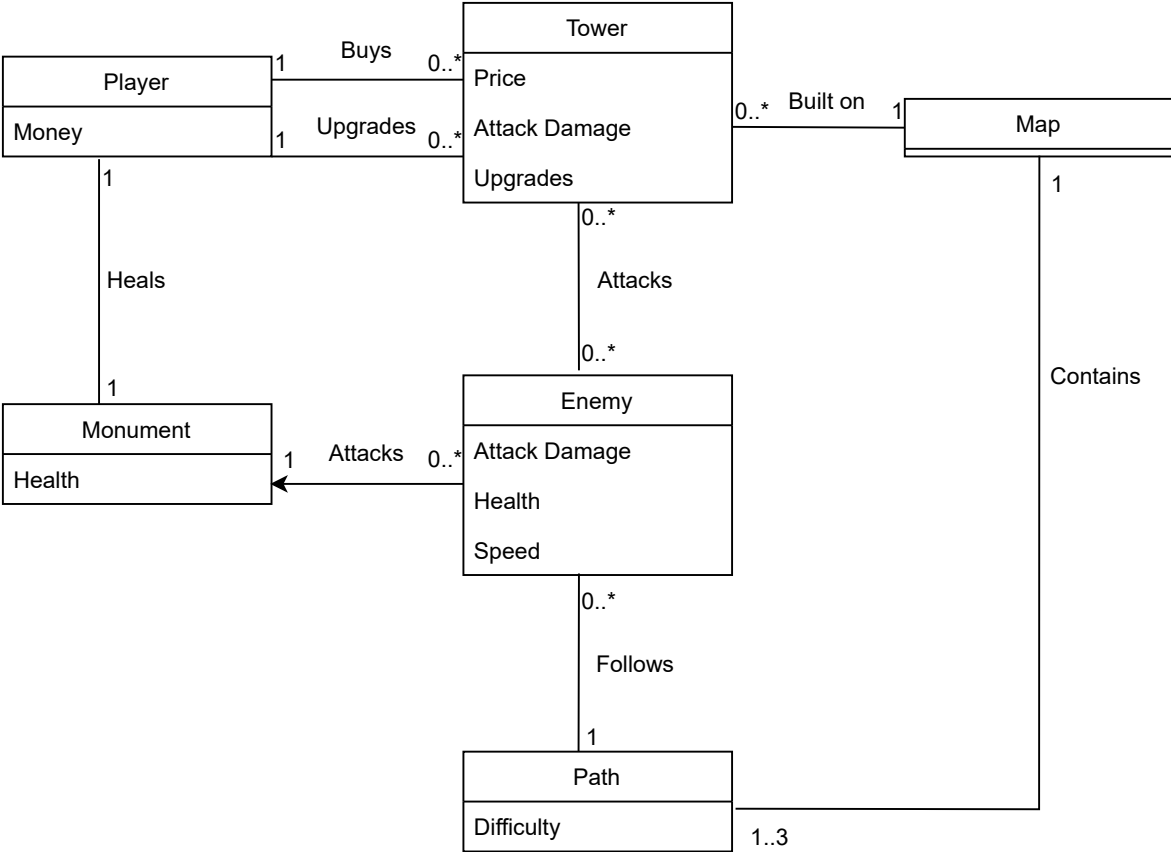 Tower
Price
Attack Damage
Upgrades
Player
Money
1
Buys
0..*
1
Upgrades
0..*
0..*
Built on
1
Map
1
1
Heals
1
0..*
Attacks
0..*
Contains
Monument
Health
1
Attacks
0..*
Enemy
Attack Damage
Health
Speed
0..*
Follows
1
Path
Difficulty
1..3